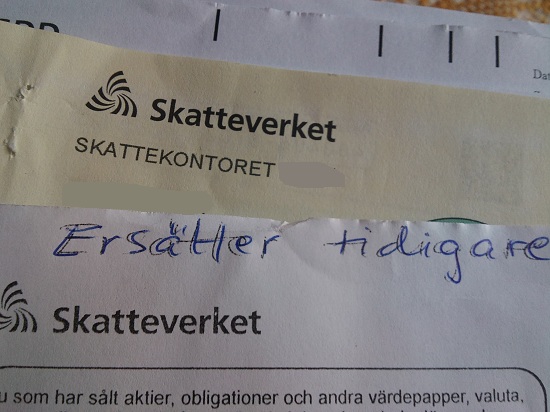 Skatteverket
SKATTEKONTORET
Ersätter tidigare
Skatteverket
som har sålt aktier, obligationer och andra värdepapper, valuta,